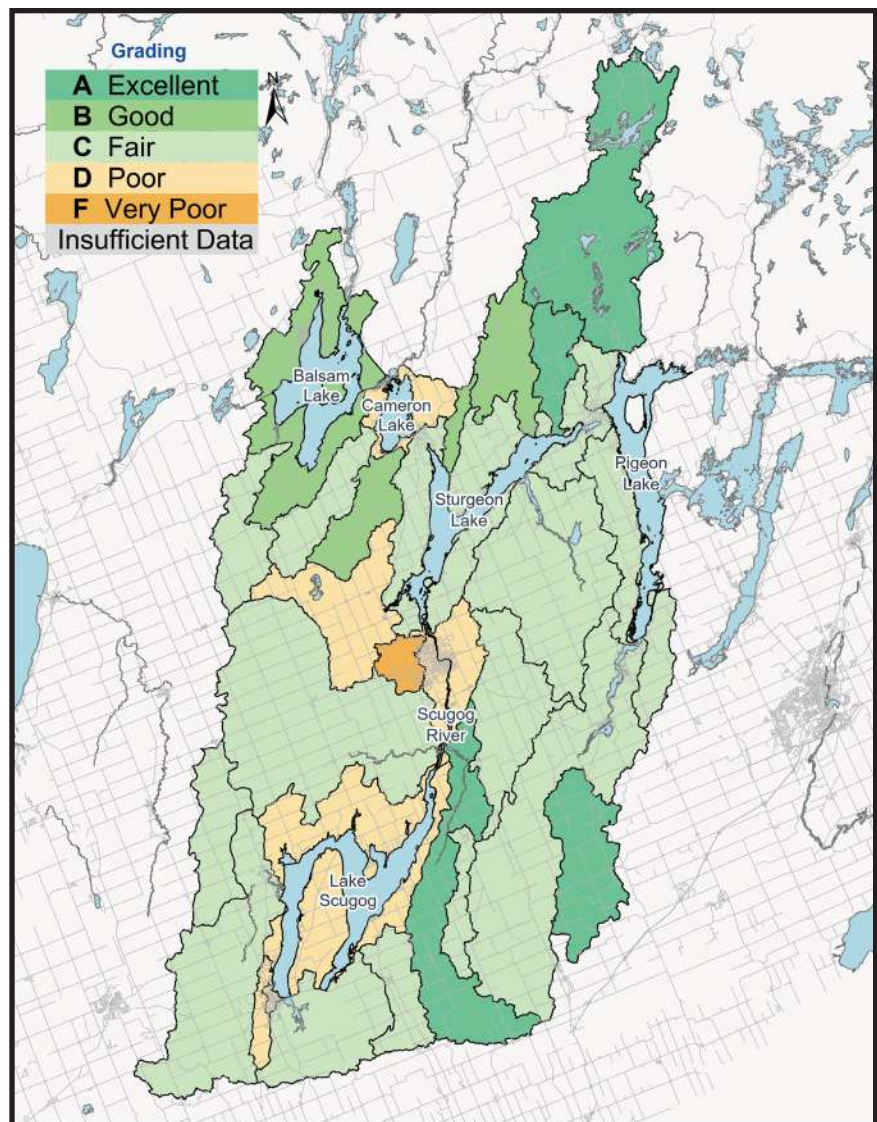 Grading
A Excellent
B Good
C Fair
D Poor
F Very Poor
Insufficient Data
N
Balsam
Lake
Cameron
Lake
Sturgeon
Lake
Pigeon
Lake
Scugog
River
Lake
Scugog